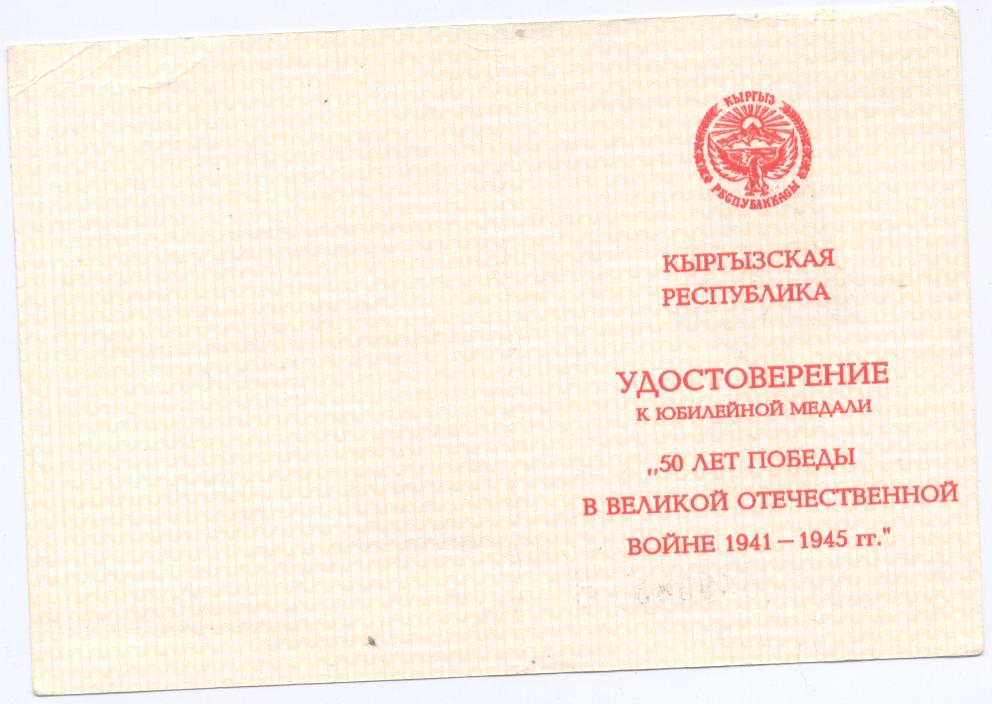 КЫРГЫЗ
РЕСПУБЛИКАСЫ
КЫРГЫЗСКАЯ
РЕСПУБЛИКА
УДОСТОВЕРЕНИЕ
К ЮБИЛЕЙНОЙ МЕДАЛИ
„50 ЛЕТ ПОБЕДЫ
В ВЕЛИКОЙ ОТЕЧЕСТВЕННОЙ
ВОЙНЕ 1941 — 1945 гг."